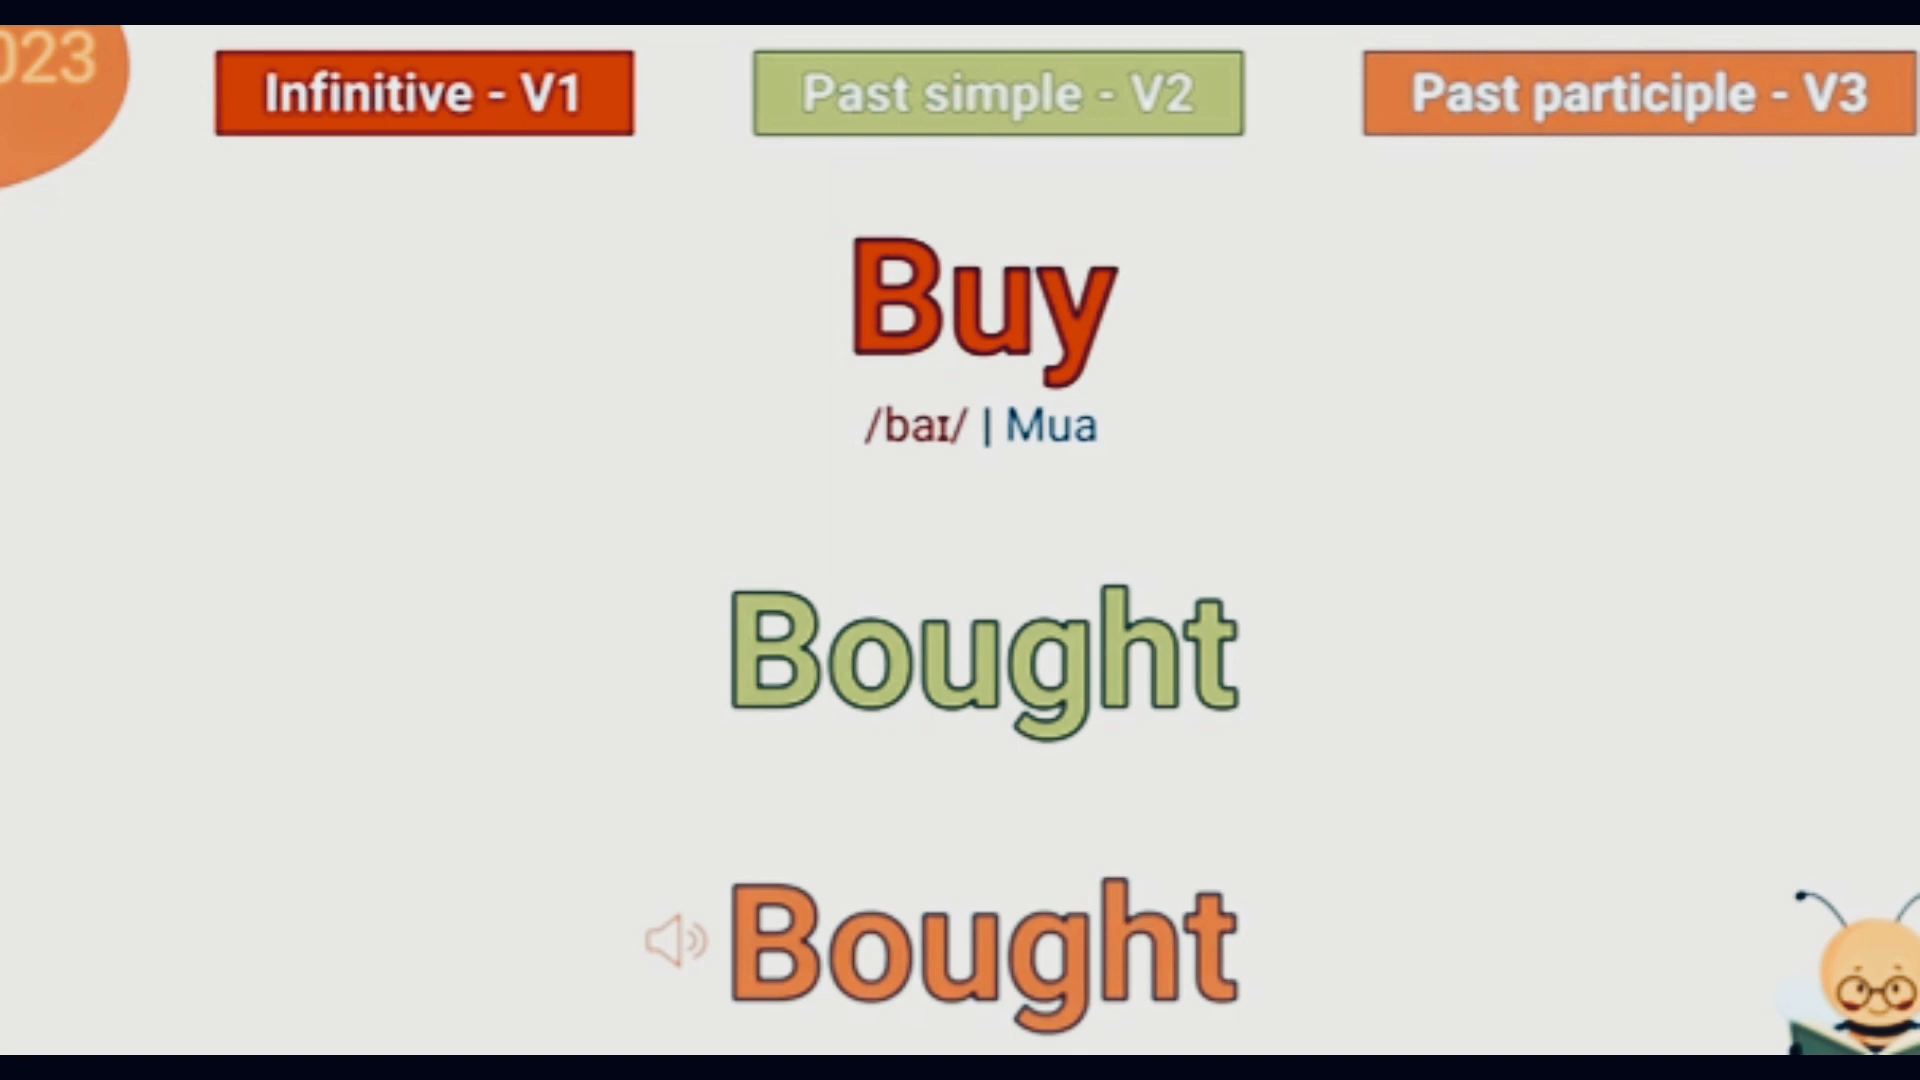 023
Infinitive - V1
Past simple - V2
Past participle - V3
Buy
/baɪ/ | Mua
Bought
Bought